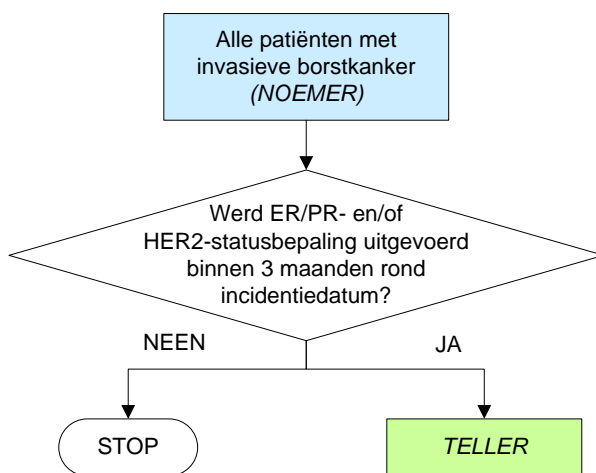 Alle patiënten met
invasieve borstkanker
(NOEMER)
Werd ER/PR- en/of
HER2-statusbepaling uitgevoerd
binnen 3 maanden rond
incidentiedatum?
NEEN
JA
STOP
TELLER